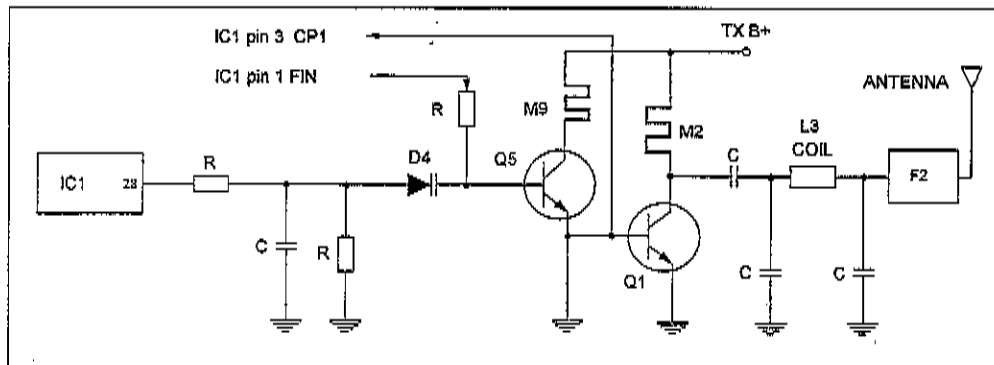 IC1 pin 3 CP1
IC1 pin 1 FIN
TX B+
ANTENNA
R
M9
M2
L3
COIL
IC1
28
R
D4
Q5
C
F2
C
R
Q1
C
C